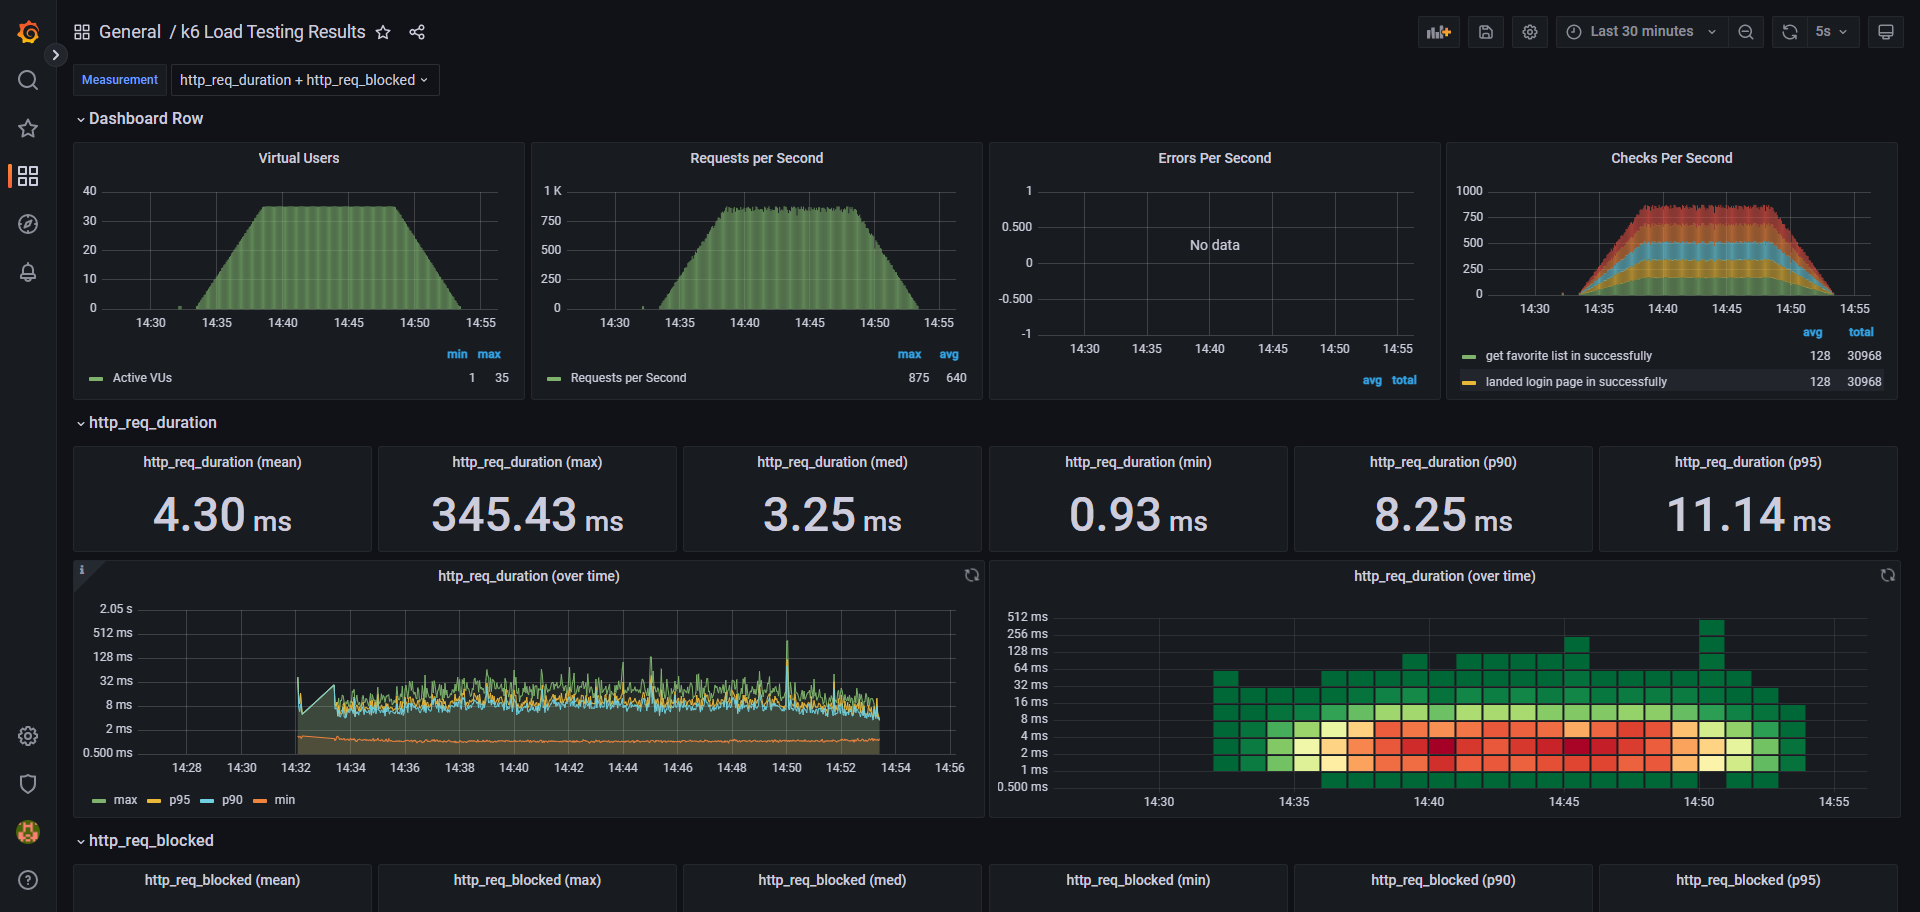 General / k6 Load Testing Results
Last 30 minutes
5s
Measurement
http_req_duration + http_req_blocked
Dashboard Row
Virtual Users
40
30
20
10
0
14:30 14:35 14:40 14:45 14:50 14:55
min max
Active VUs 1 35
Requests per Second
1 K
750
500
250
0
14:30 14:35 14:40 14:45 14:50 14:55
max avg
Requests per Second 875 640
Errors Per Second
1
0.500
0
-0.500
-1
No data
14:30 14:35 14:40 14:45 14:50 14:55
avg total
Checks Per Second
1000
750
500
250
0
14:30 14:35 14:40 14:45 14:50 14:55
avg total
get favorite list in successfully 128 30968
landed login page in successfully 128 30968
http_req_duration
http_req_duration (mean)
4.30 ms
http_req_duration (max)
345.43 ms
http_req_duration (med)
3.25 ms
http_req_duration (min)
0.93 ms
http_req_duration (p90)
8.25 ms
http_req_duration (p95)
11.14 ms
i
http_req_duration (over time)
2.05 s
512 ms
128 ms
32 ms
8 ms
2 ms
0.500 ms
14:28 14:30 14:32 14:34 14:36 14:38 14:40 14:42 14:44 14:46 14:48 14:50 14:52 14:54 14:56
max p95 p90 min
http_req_duration (over time)
512 ms
256 ms
128 ms
64 ms
32 ms
16 ms
8 ms
4 ms
2 ms
1 ms
0.500 ms
14:30 14:35 14:40 14:45 14:50 14:55
http_req_blocked
http_req_blocked (mean)
http_req_blocked (max)
http_req_blocked (med)
http_req_blocked (min)
http_req_blocked (p90)
http_req_blocked (p95)